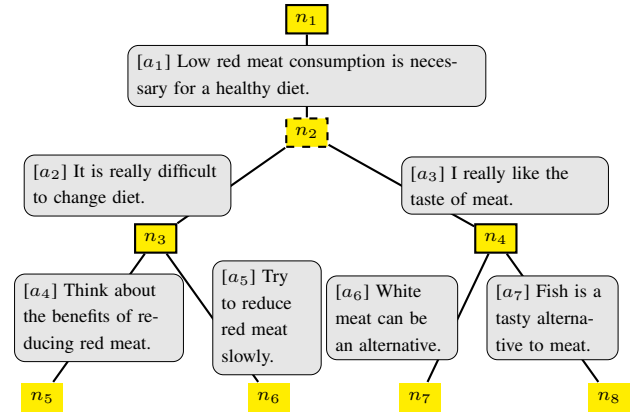 n1
[a1] Low red meat consumption is neces-
sary for a healthy diet.
n2
[a2] It is really difficult
to change diet.
[a3] I really like the
taste of meat.
n3
n4
[a4] Think about
the benefits of re-
ducing red meat.
[a5] Try
to reduce
red meat
slowly.
[a6] White
meat can be
an alternative.
[a7] Fish is a
tasty alterna-
tive to meat.
n5
n6
n7
n8